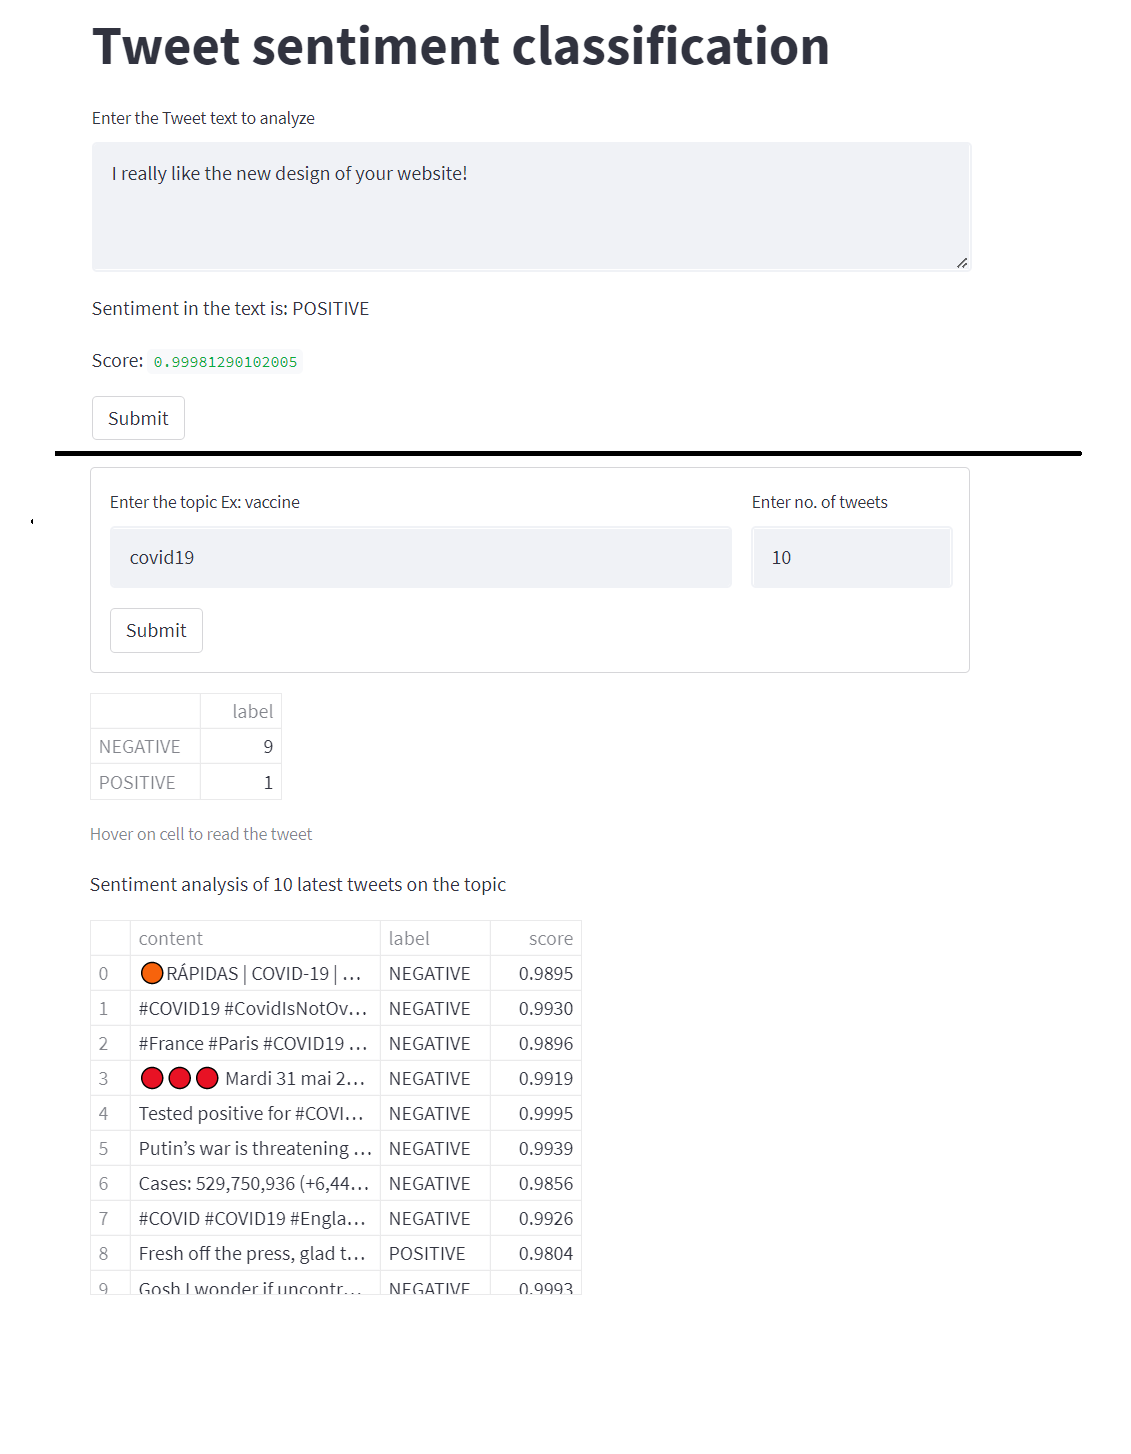 Tweet sentiment classification
Enter the Tweet text to analyze
I really like the new design of your website!
Sentiment in the text is: POSITIVE
Score: 0.99981290102005
Submit
Enter the topic Ex: vaccine Enter no. of tweets
covid19 10
Submit
label
NEGATIVE 9
POSITIVE 1
Hover on cell to read the tweet
Sentiment analysis of 10 latest tweets on the topic
content label score
0 🟠RÁPIDAS | COVID-19 | … NEGATIVE 0.9895
1 #COVID19 #CovidIsNotOv… NEGATIVE 0.9930
2 #France #Paris #COVID19 … NEGATIVE 0.9896
3 🔴🔴🔴 Mardi 31 mai 2… NEGATIVE 0.9919
4 Tested positive for #COVI… NEGATIVE 0.9995
5 Putin’s war is threatening … NEGATIVE 0.9939
6 Cases: 529,750,936 (+6,44… NEGATIVE 0.9856
7 #COVID #COVID19 #Engla… NEGATIVE 0.9926
8 Fresh off the press, glad t… POSITIVE 0.9804
9 Gosh I wonder if uncontr… NEGATIVE 0.9993